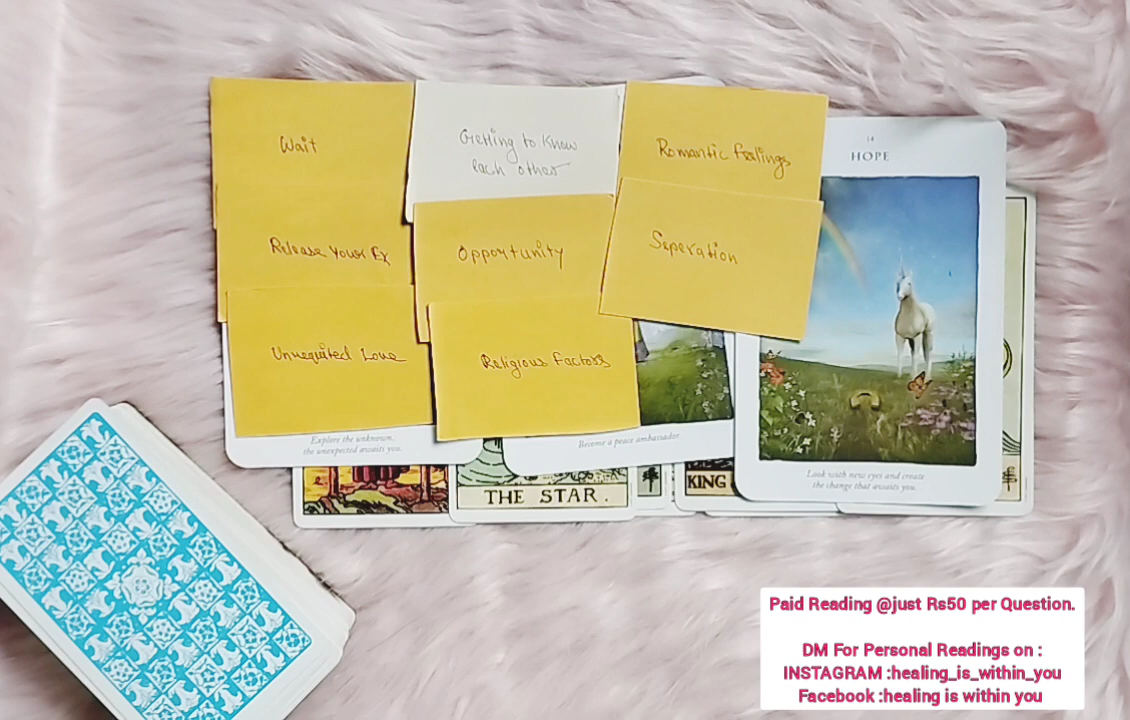 Wait
Getting to know
each other
Romantic feelings
14
HOPE
Release Your Ex
Opportunity
Seperation
Unrequited Love
Religious Factors
Explore the unknown,
the unexpected awaits you.
Become a peace ambassador
Look with new eyes and create
the change that awaits you.
THE STAR.
KING
Paid Reading @just Rs50 per Question.
DM For Personal Readings on :
INSTAGRAM :healing_is_within_you
Facebook :healing is within you